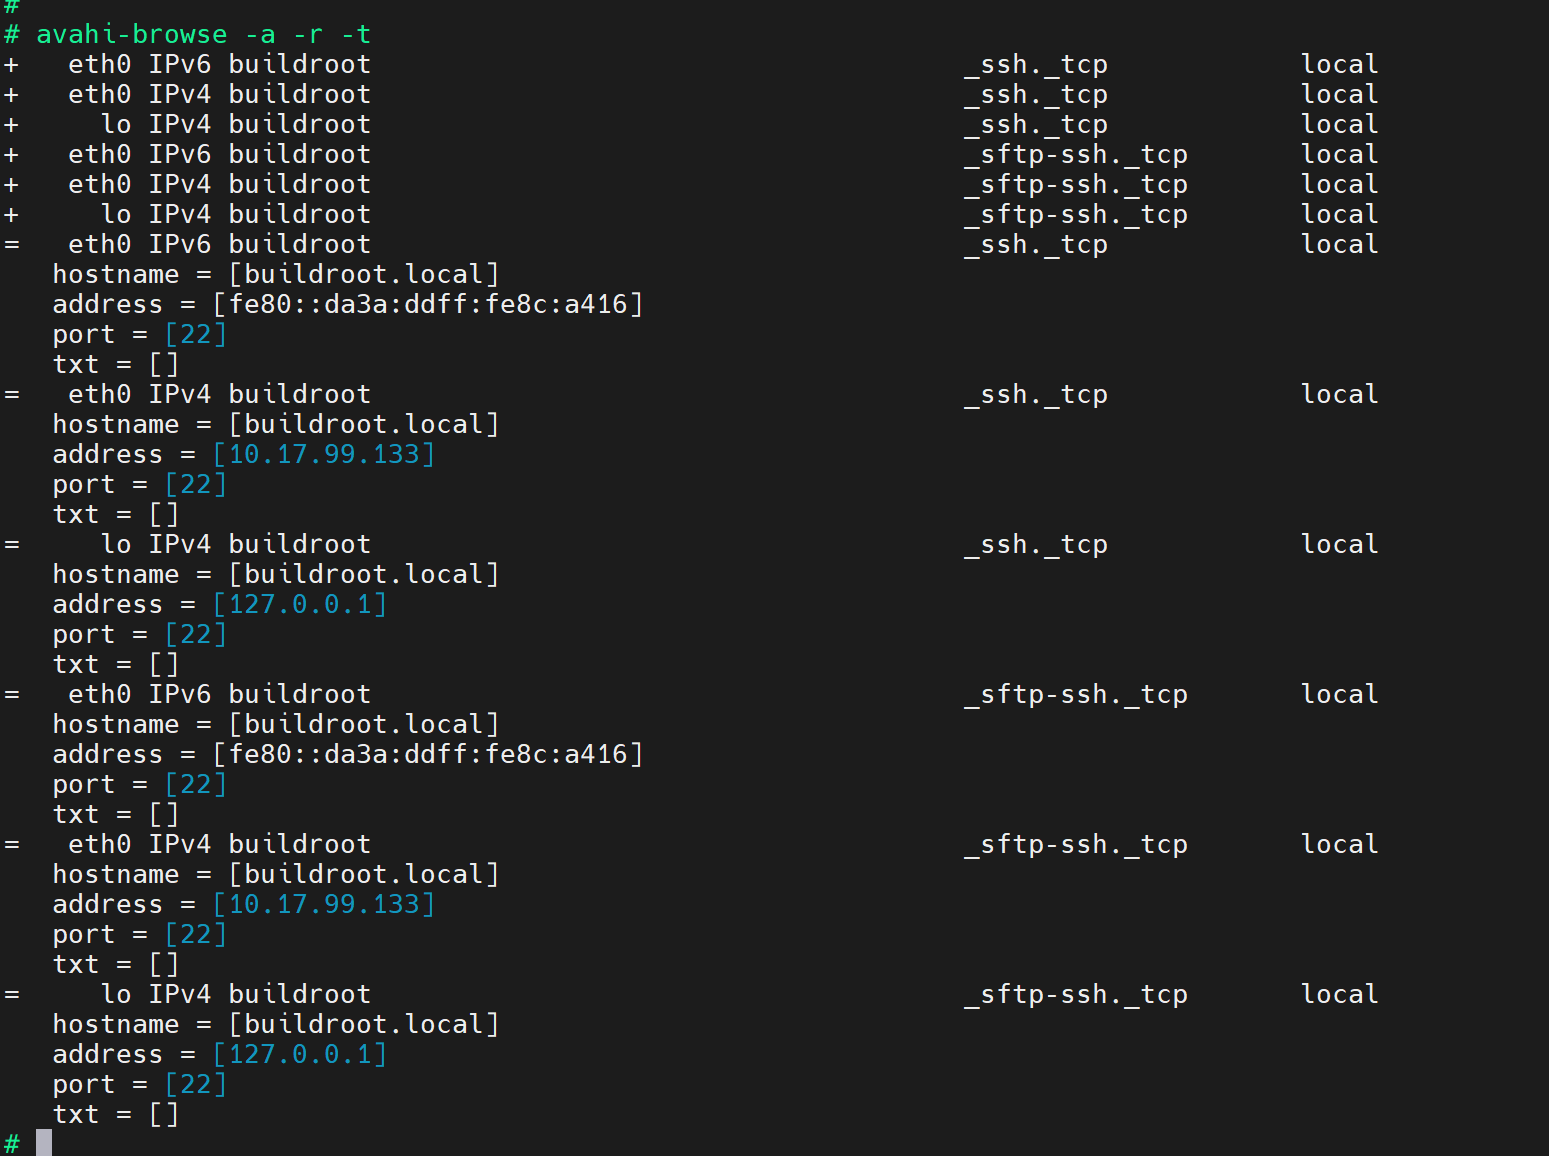 #
# avahi-browse -a -r -t
+   eth0 IPv6 buildroot                                     _ssh._tcp            local
+   eth0 IPv4 buildroot                                     _ssh._tcp            local
+     lo IPv4 buildroot                                     _ssh._tcp            local
+   eth0 IPv6 buildroot                                     _sftp-ssh._tcp       local
+   eth0 IPv4 buildroot                                     _sftp-ssh._tcp       local
+     lo IPv4 buildroot                                     _sftp-ssh._tcp       local
=   eth0 IPv6 buildroot                                     _ssh._tcp            local
   hostname = [buildroot.local]
   address = [fe80::da3a:ddff:fe8c:a416]
   port = [22]
   txt = []
=   eth0 IPv4 buildroot                                     _ssh._tcp            local
   hostname = [buildroot.local]
   address = [10.17.99.133]
   port = [22]
   txt = []
=     lo IPv4 buildroot                                     _ssh._tcp            local
   hostname = [buildroot.local]
   address = [127.0.0.1]
   port = [22]
   txt = []
=   eth0 IPv6 buildroot                                     _sftp-ssh._tcp       local
   hostname = [buildroot.local]
   address = [fe80::da3a:ddff:fe8c:a416]
   port = [22]
   txt = []
=   eth0 IPv4 buildroot                                     _sftp-ssh._tcp       local
   hostname = [buildroot.local]
   address = [10.17.99.133]
   port = [22]
   txt = []
=     lo IPv4 buildroot                                     _sftp-ssh._tcp       local
   hostname = [buildroot.local]
   address = [127.0.0.1]
   port = [22]
   txt = []
#